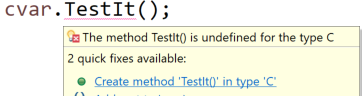 cvar.TestIt();
The method TestIt() is undefined for the type C
2 quick fixes available:
Create method 'TestIt()' in type 'C'